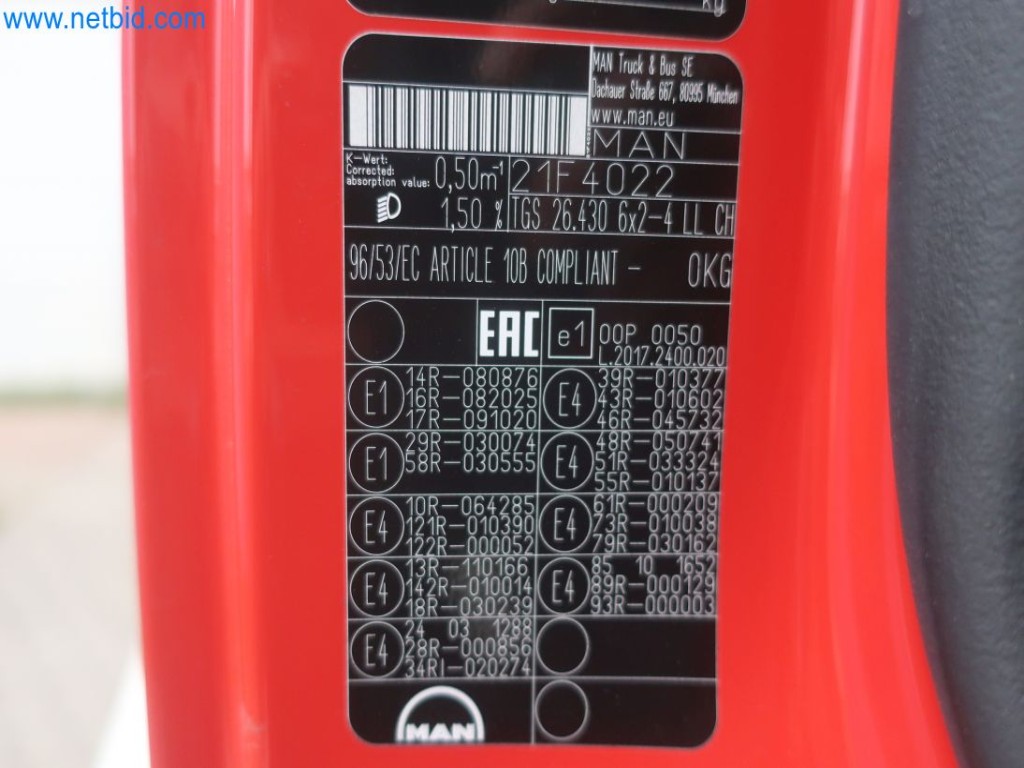 www.netbid.com
kg
MAN Truck & Bus SE
Dachauer Straße 667, 80995 München
www.man.eu
MAN
K-Wert:
Corrected
absorption value: 0,50m⁻¹
21F4022
1,50 %
TGS 26.430 6x2-4 LL CH
96/53/EC ARTICLE 10B COMPLIANT - 0KG
EAC
e1
00P 0050
L.2017.2400.020
E1
14R-080876
16R-082025
17R-091020
E4
39R-010377
43R-010602
46R-045732
E1
29R-030074
58R-030555
E4
48R-050741
51R-033324
55R-010137
E4
10R-064285
121R-010390
122R-000052
E4
61R-000209
73R-010038
79R-030162
E4
13R-110166
142R-010014
18R-030239
E4
85 10 1652
89R-000129
93R-000003
E4
24 03 1288
28R-000856
34RI-020274
MAN